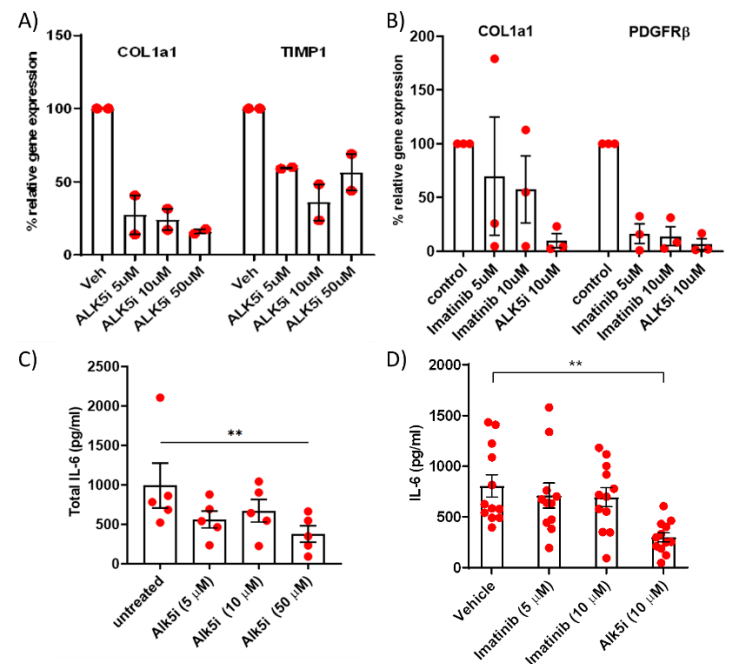 A)
% relative gene expression
150
100
50
0
COL1a1
TIMP1
Veh
ALK5i 5uM
ALK5i 10uM
ALK5i 50uM
Veh
ALK5i 5uM
ALK5i 10uM
ALK5i 50uM
B)
% relative gene expression
200
150
100
50
0
COL1a1
PDGFRβ
control
Imatinib 5uM
Imatinib 10uM
ALK5i 10uM
control
Imatinib 5uM
Imatinib 10uM
ALK5i 10uM
C)
Total IL-6 (pg/ml)
2500
2000
1500
1000
500
0
**
untreated
Alk5i (5 μM)
Alk5i (10 μM)
Alk5i (50 μM)
D)
IL-6 (pg/ml)
2000
1500
1000
500
0
**
Vehicle
Imatinib (5 μM)
Imatinib (10 μM)
Alk5i (10 μM)